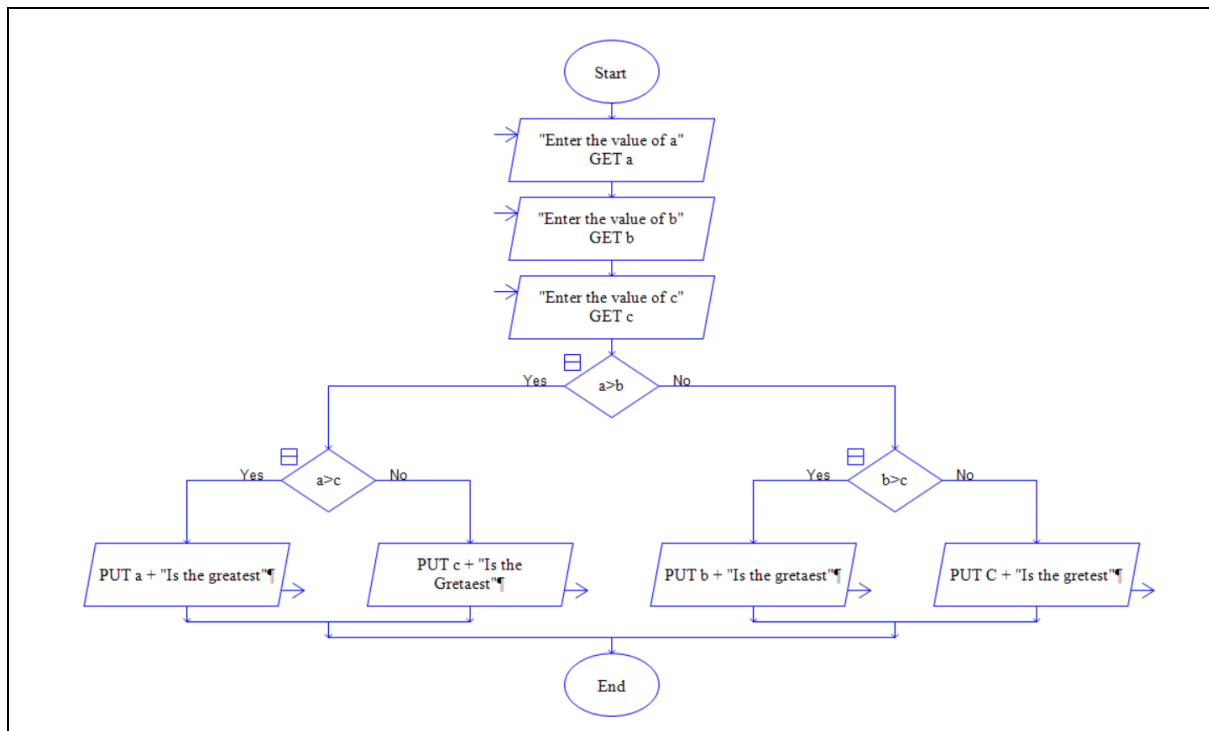 Start
"Enter the value of a"
GET a
"Enter the value of b"
GET b
"Enter the value of c"
GET c
a>b
Yes
No
a>c
Yes
No
b>c
Yes
No
PUT a + "Is the greatest"¶
PUT c + "Is the
Gretaest"¶
PUT b + "Is the gretaest"¶
PUT C + "Is the gretest"¶
End